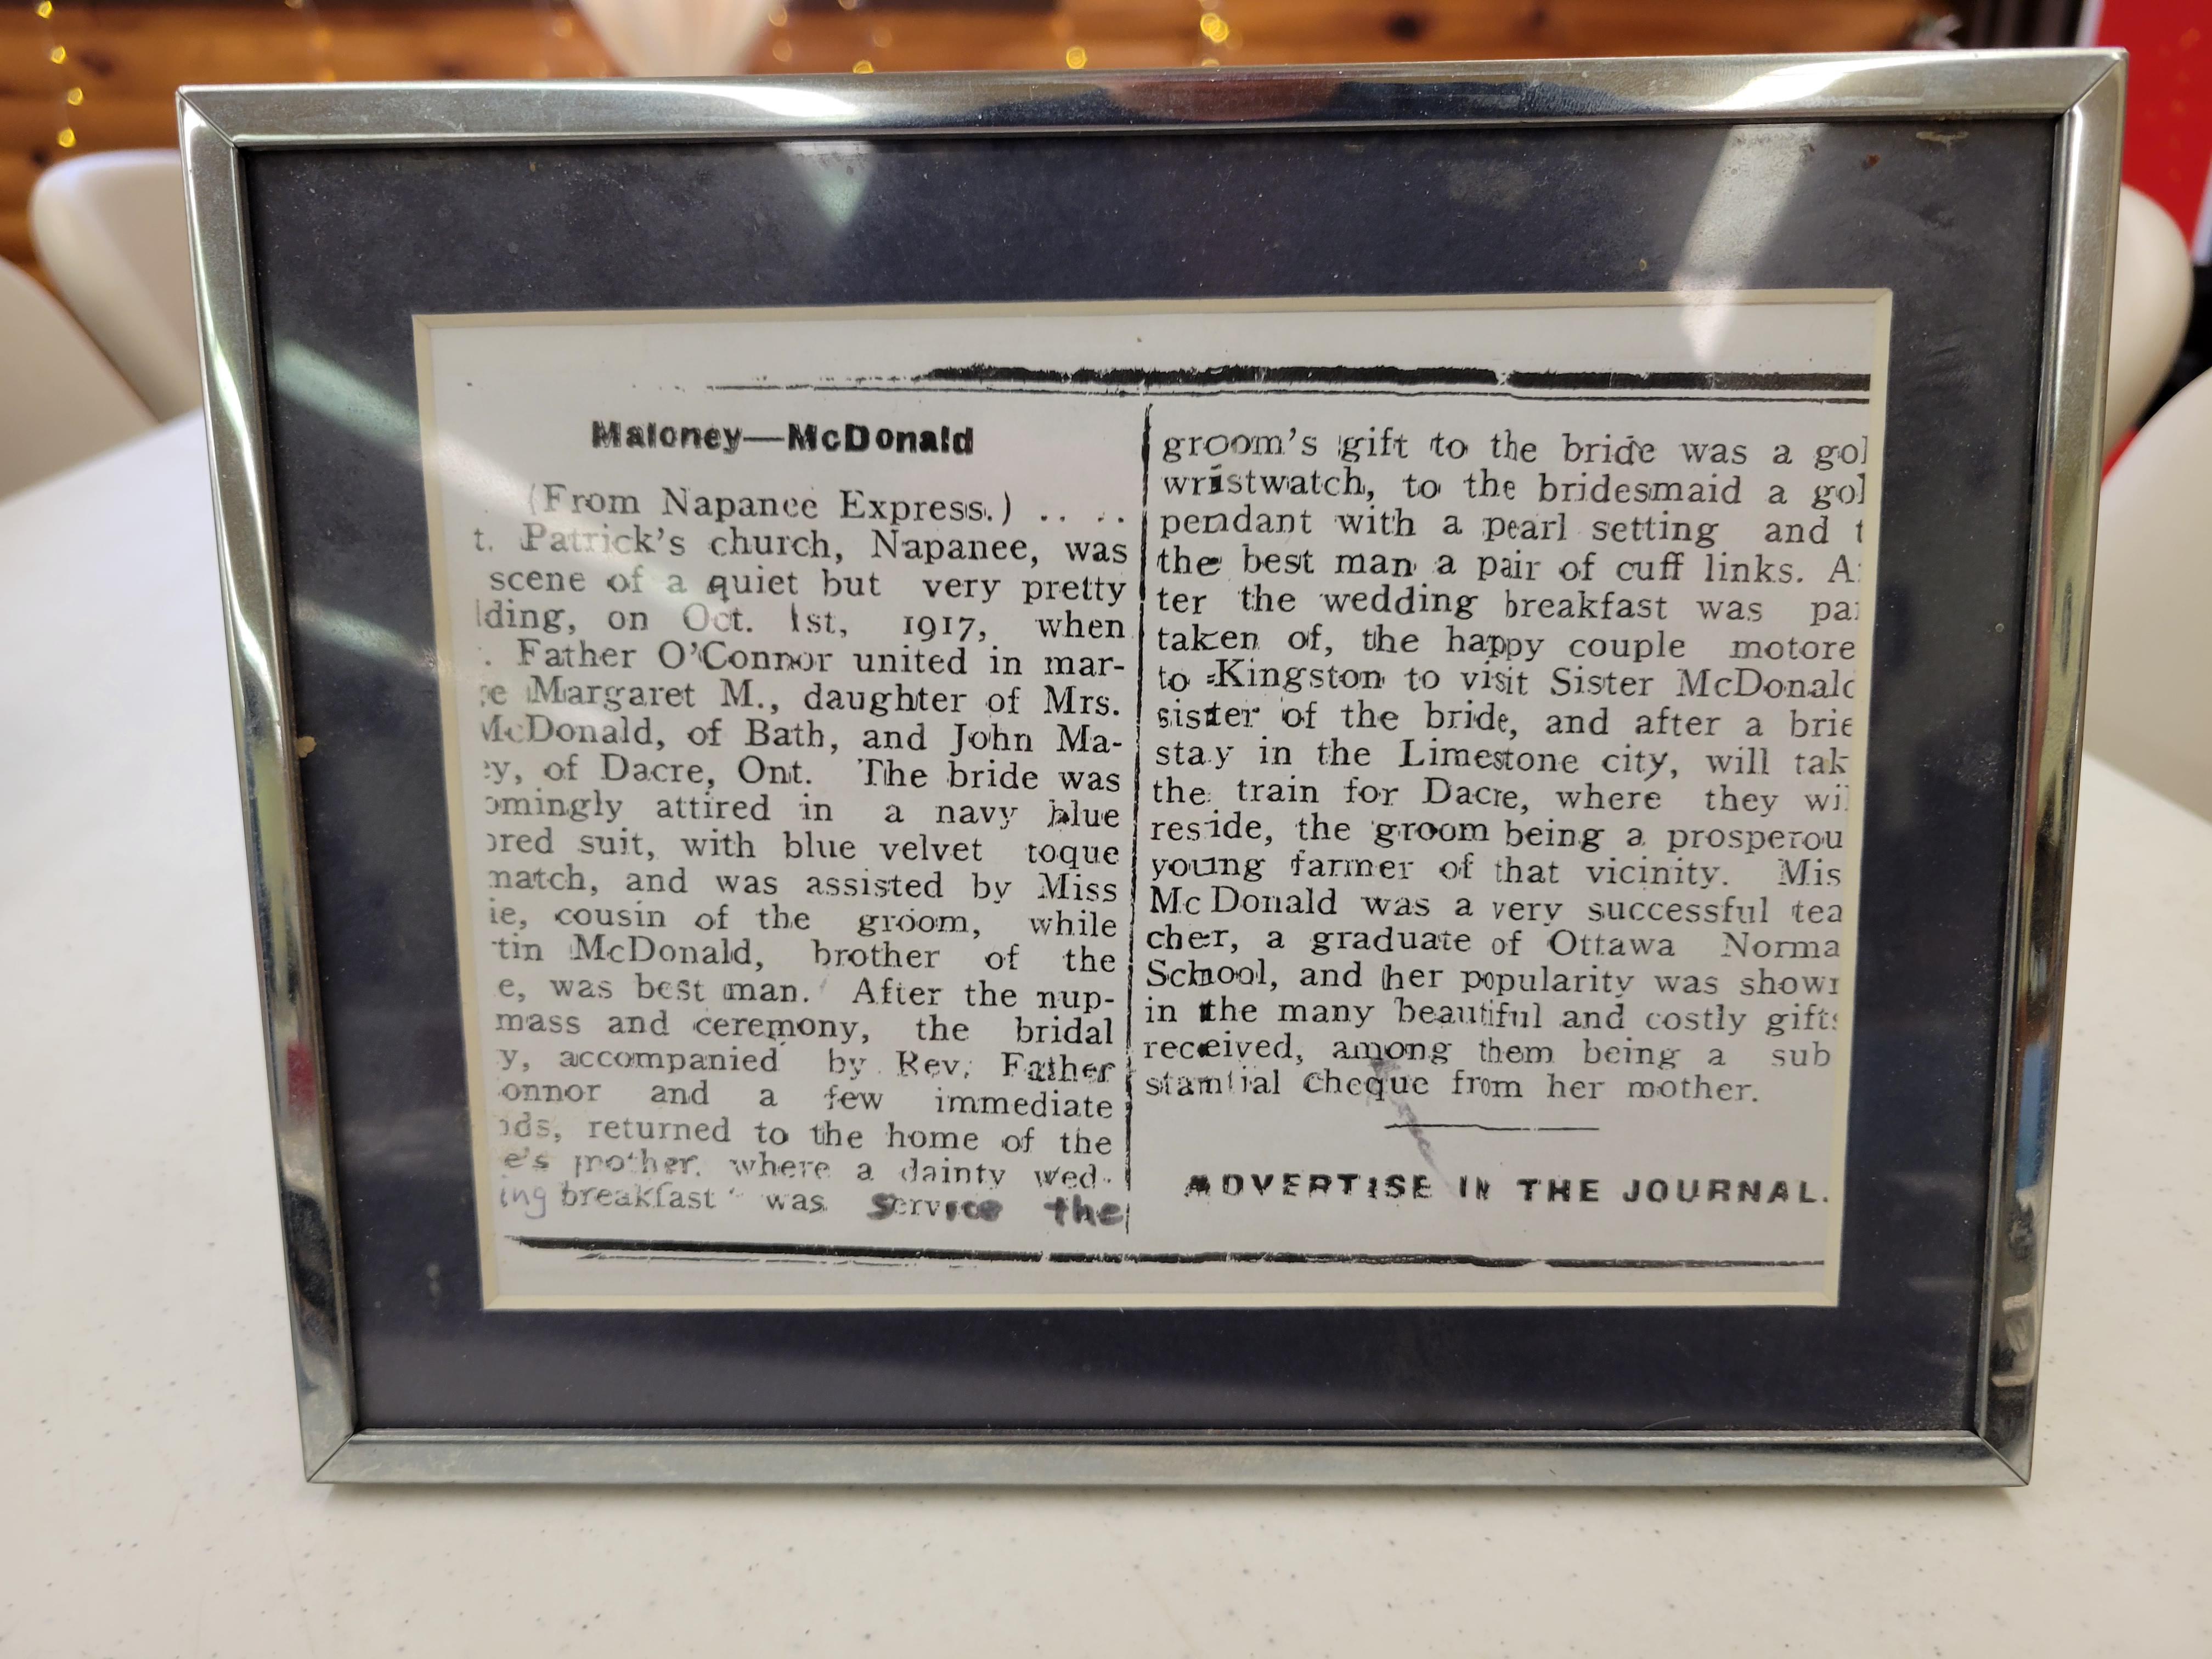 Maloney—McDonald
(From Napanee Express.) .. ..
t. Patrick's church, Napanee, was
scene of a quiet but very pretty
ding, on Oct. 1st, 1917, when
. Father O'Connor united in mar-
e Margaret M., daughter of Mrs.
McDonald, of Bath, and John Ma-
ey, of Dacre, Ont. The bride was
omingly attired in a navy blue
ored suit, with blue velvet toque
match, and was assisted by Miss
ie, cousin of the groom, while
tin McDonald, brother of the
e, was best man. After the nup-
mass and ceremony, the bridal
y, accompanied by Rev. Father
onnor and a few immediate
nds, returned to the home of the
e's mother, where a dainty wed-
ing breakfast was service the
groom's gift to the bride was a gol
wristwatch, to the bridesmaid a gol
pendant with a pearl setting and t
the best man a pair of cuff links. A
ter the wedding breakfast was par
taken of, the happy couple motore
to Kingston to visit Sister McDonald
sister of the bride, and after a brie
stay in the Limestone city, will tak
the train for Dacre, where they wil
reside, the groom being a prosperou
young farmer of that vicinity. Mis
McDonald was a very successful tea
cher, a graduate of Ottawa Norma
School, and her popularity was shown
in the many beautiful and costly gifts
received, among them being a sub
stantial cheque from her mother.
ADVERTISE IN THE JOURNAL.